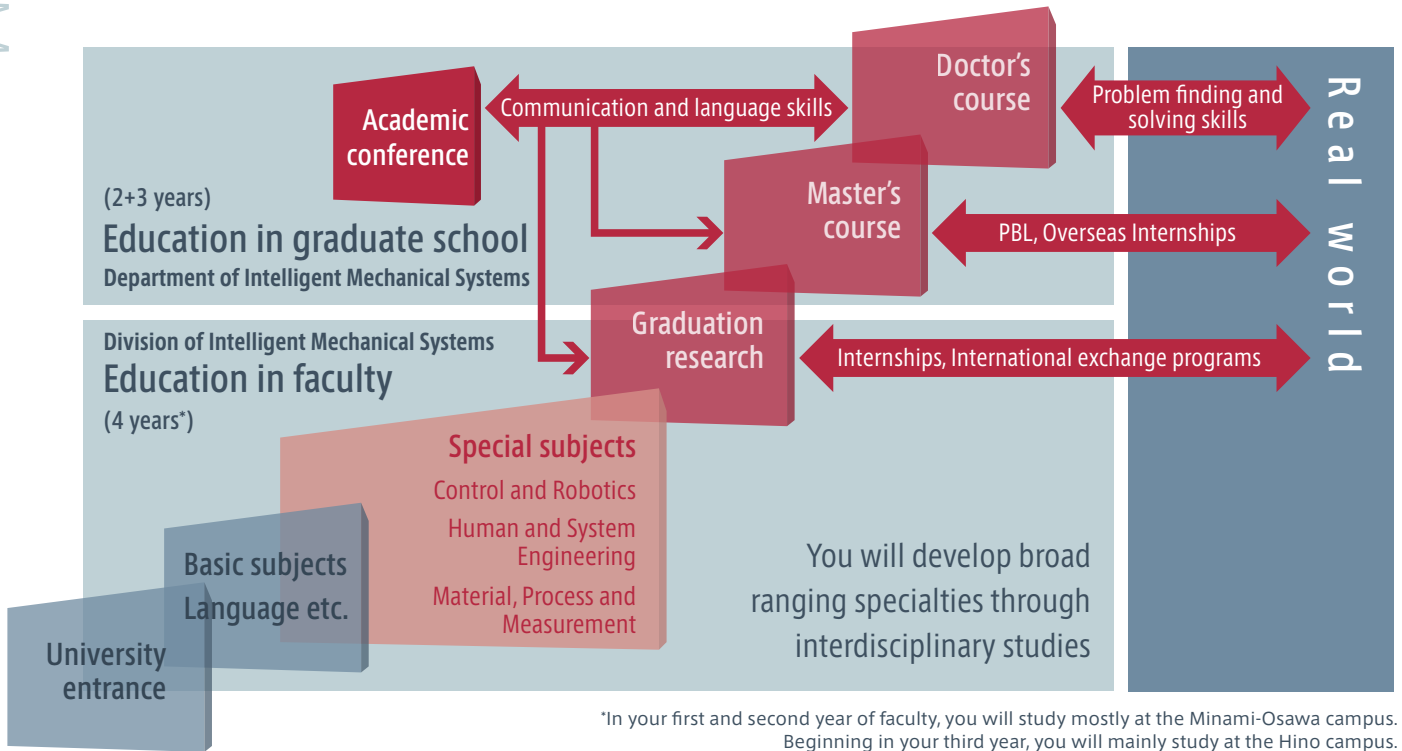 Doctor's
course
Academic
conference
Communication and language skills
Problem finding and
solving skills
Real world
(2+3 years)
Education in graduate school
Department of Intelligent Mechanical Systems
Master's
course
PBL, Overseas Internships
Division of Intelligent Mechanical Systems
Education in faculty
(4 years*)
Graduation
research
Internships, International exchange programs
Special subjects
Control and Robotics
Human and System
Engineering
Material, Process and
Measurement
Basic subjects
Language etc.
University
entrance
You will develop broad
ranging specialties through
interdisciplinary studies
*In your first and second year of faculty, you will study mostly at the Minami-Osawa campus.
Beginning in your third year, you will mainly study at the Hino campus.